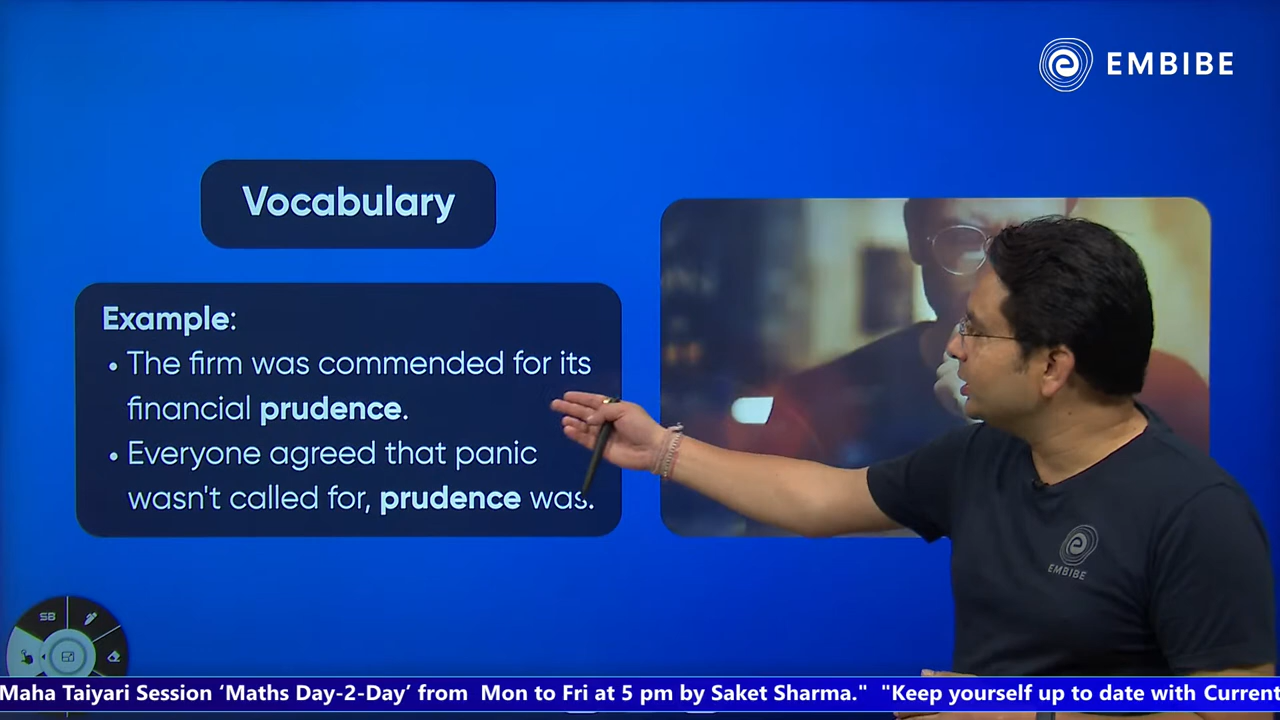 EMBIBE
Vocabulary
Example:
• The firm was commended for its
financial prudence.
• Everyone agreed that panic
wasn't called for, prudence was.
EMBIBE
SB
Maha Taiyari Session ‘Maths Day-2-Day’ from  Mon to Fri at 5 pm by Saket Sharma."  "Keep yourself up to date with Current